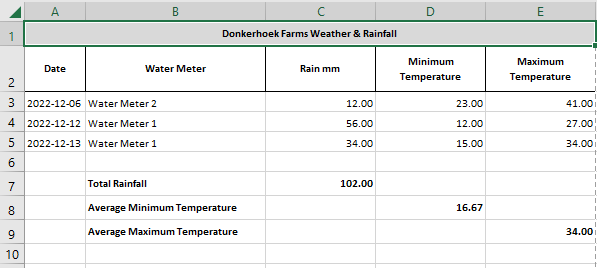 A B C D E
1 Donkerhoek Farms Weather & Rainfall
2 Date Water Meter Rain mm Minimum Temperature Maximum Temperature
3 2022-12-06 Water Meter 2 12.00 23.00 41.00
4 2022-12-12 Water Meter 1 56.00 12.00 27.00
5 2022-12-13 Water Meter 1 34.00 15.00 34.00
6
7 Total Rainfall 102.00
8 Average Minimum Temperature 16.67
9 Average Maximum Temperature 34.00
10